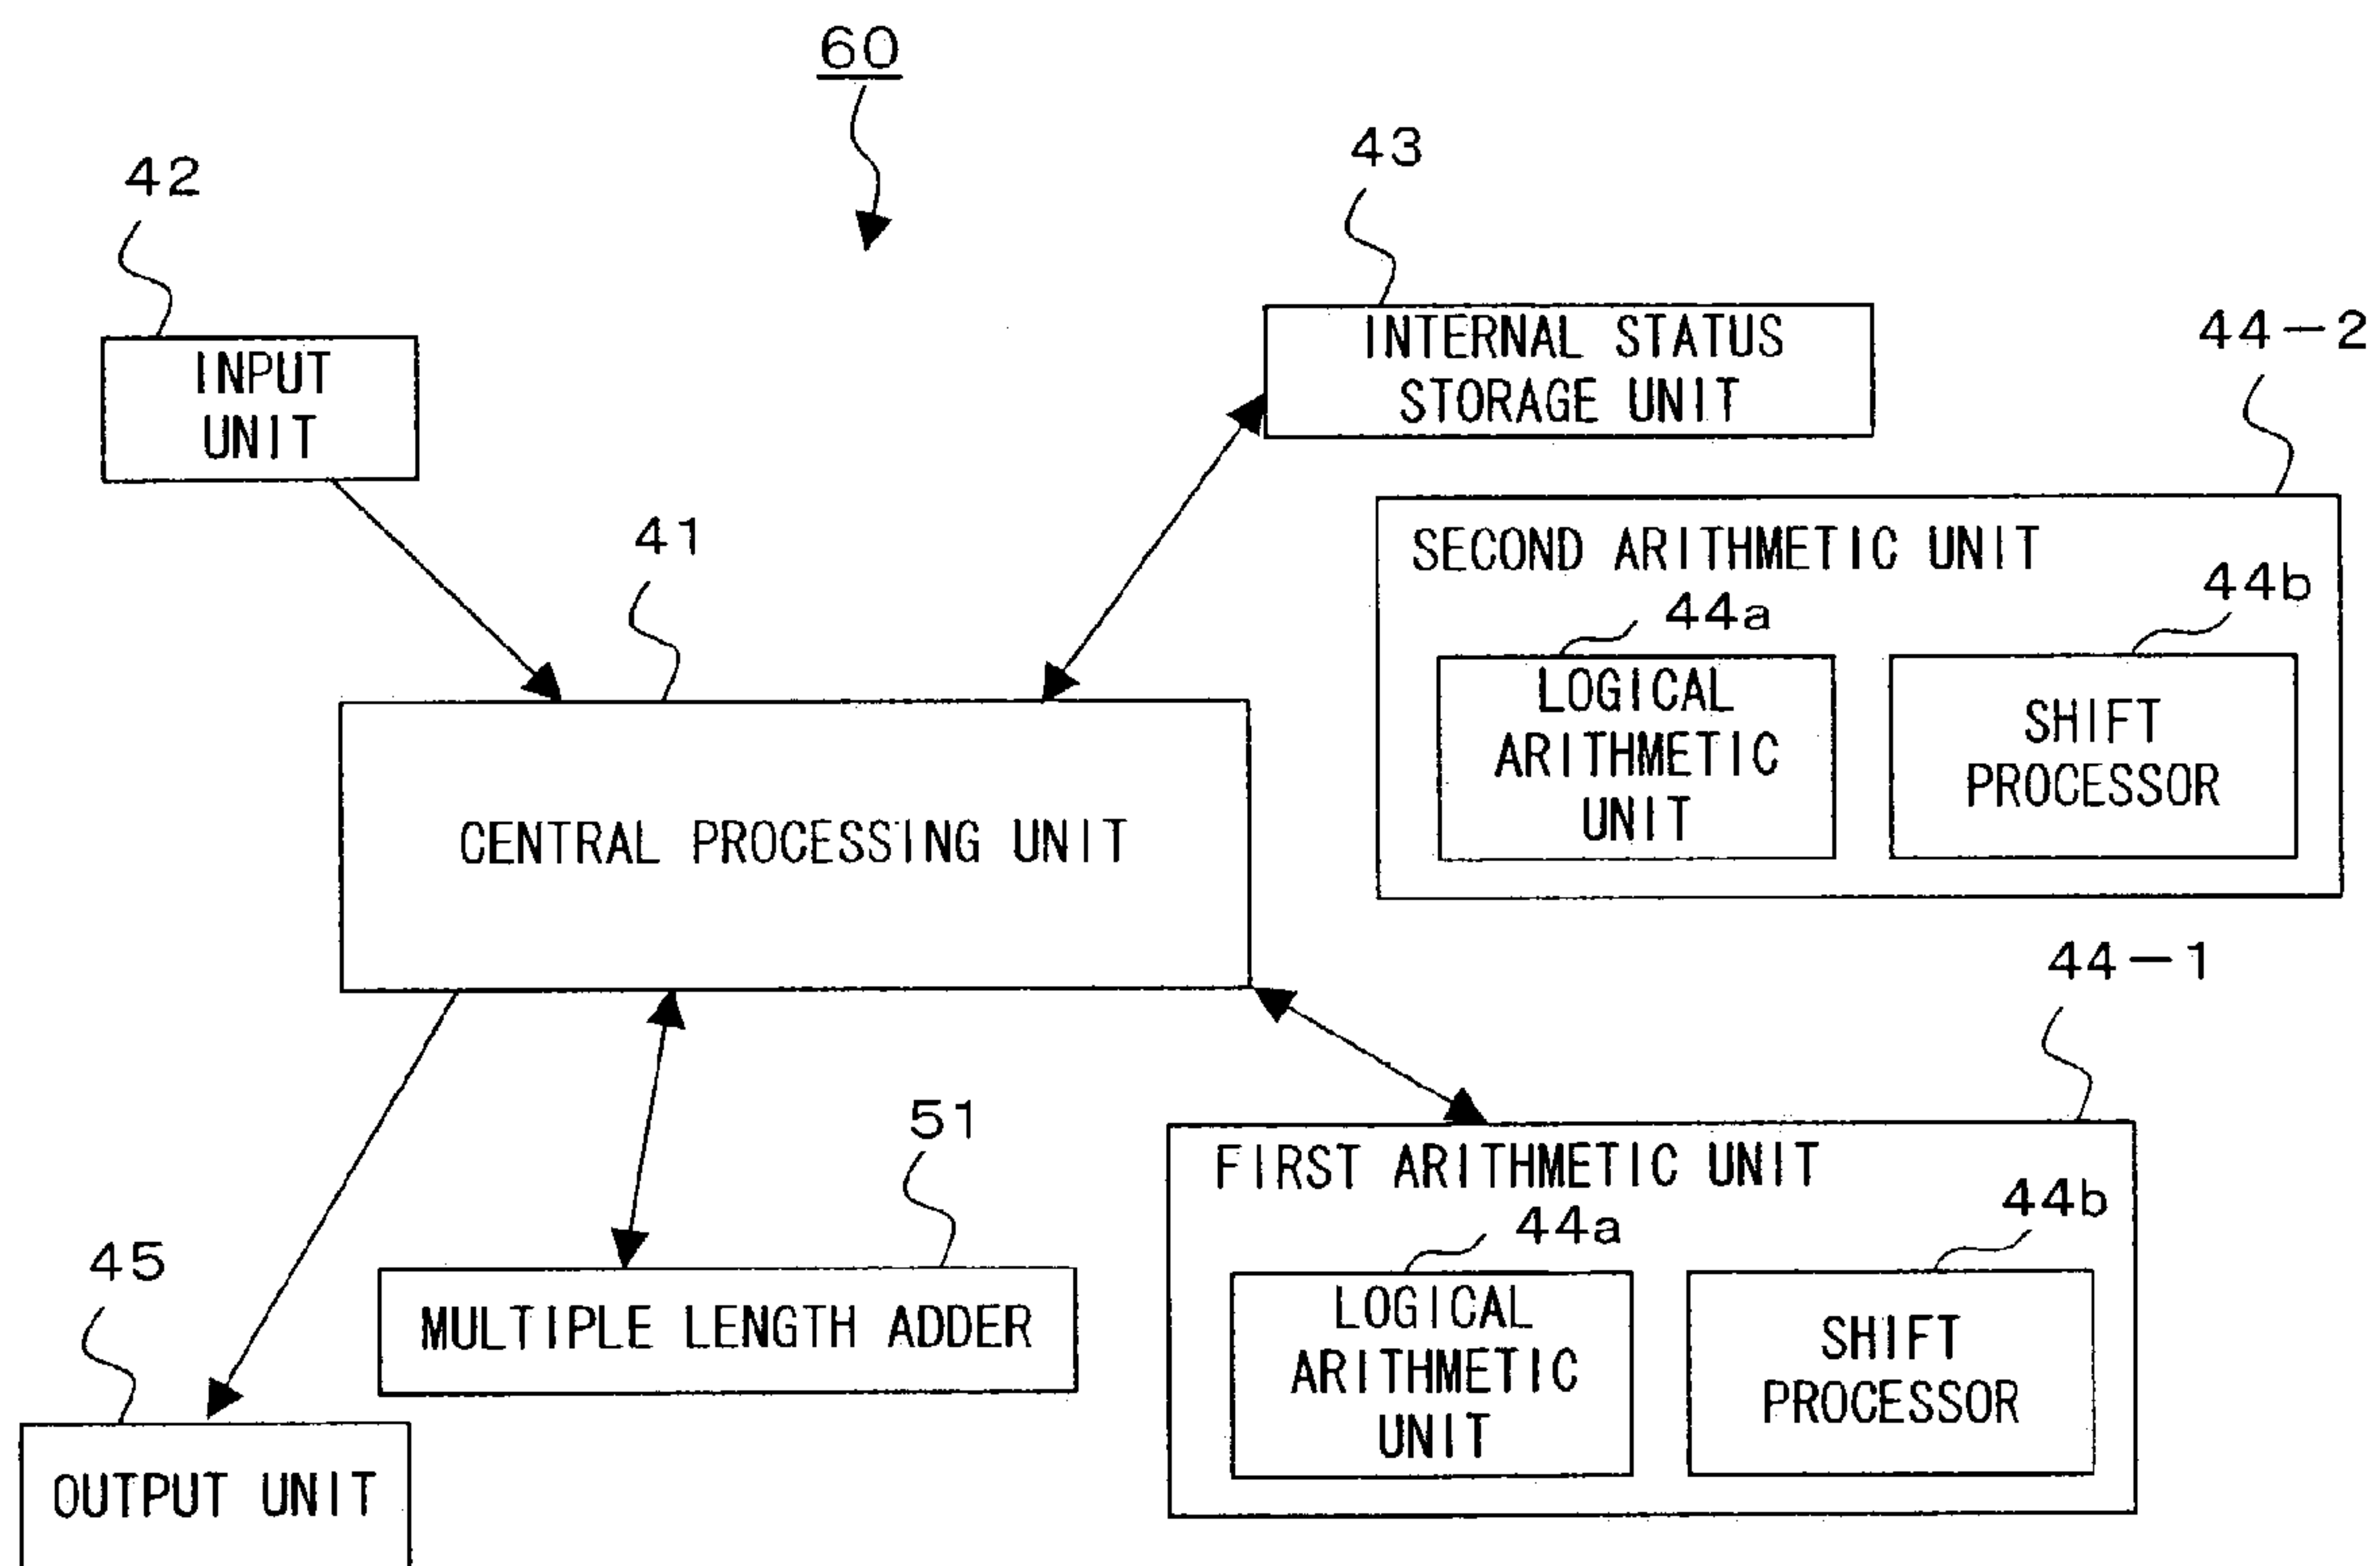 60
42
43
INPUT
UNIT
INTERNAL STATUS
STORAGE UNIT
44-2
41
SECOND ARITHMETIC UNIT
44a
44b
LOGICAL
ARITHMETIC
UNIT
SHIFT
PROCESSOR
CENTRAL PROCESSING UNIT
44-1
51
FIRST ARITHMETIC UNIT
44a
44b
45
MULTIPLE LENGTH ADDER
LOGICAL
ARITHMETIC
UNIT
SHIFT
PROCESSOR
OUTPUT UNIT